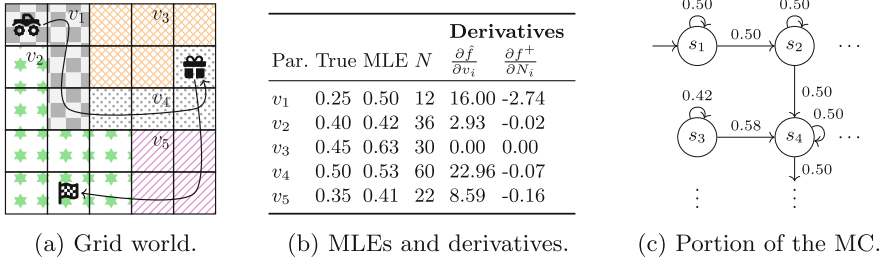 v₁
v₃
v₂
v₄
v₅
(a) Grid world.
Derivatives
Par. True MLE N ∂f̂/∂vᵢ ∂f⁺/∂Nᵢ
v₁ 0.25 0.50 12 16.00 -2.74
v₂ 0.40 0.42 36 2.93 -0.02
v₃ 0.45 0.63 30 0.00 0.00
v₄ 0.50 0.53 60 22.96 -0.07
v₅ 0.35 0.41 22 8.59 -0.16
(b) MLEs and derivatives.
0.50 0.50
s₁ 0.50 s₂ ⋯
0.50
0.42 0.50
s₃ 0.58 s₄ ⋯
0.50
⋮ ⋮
(c) Portion of the MC.